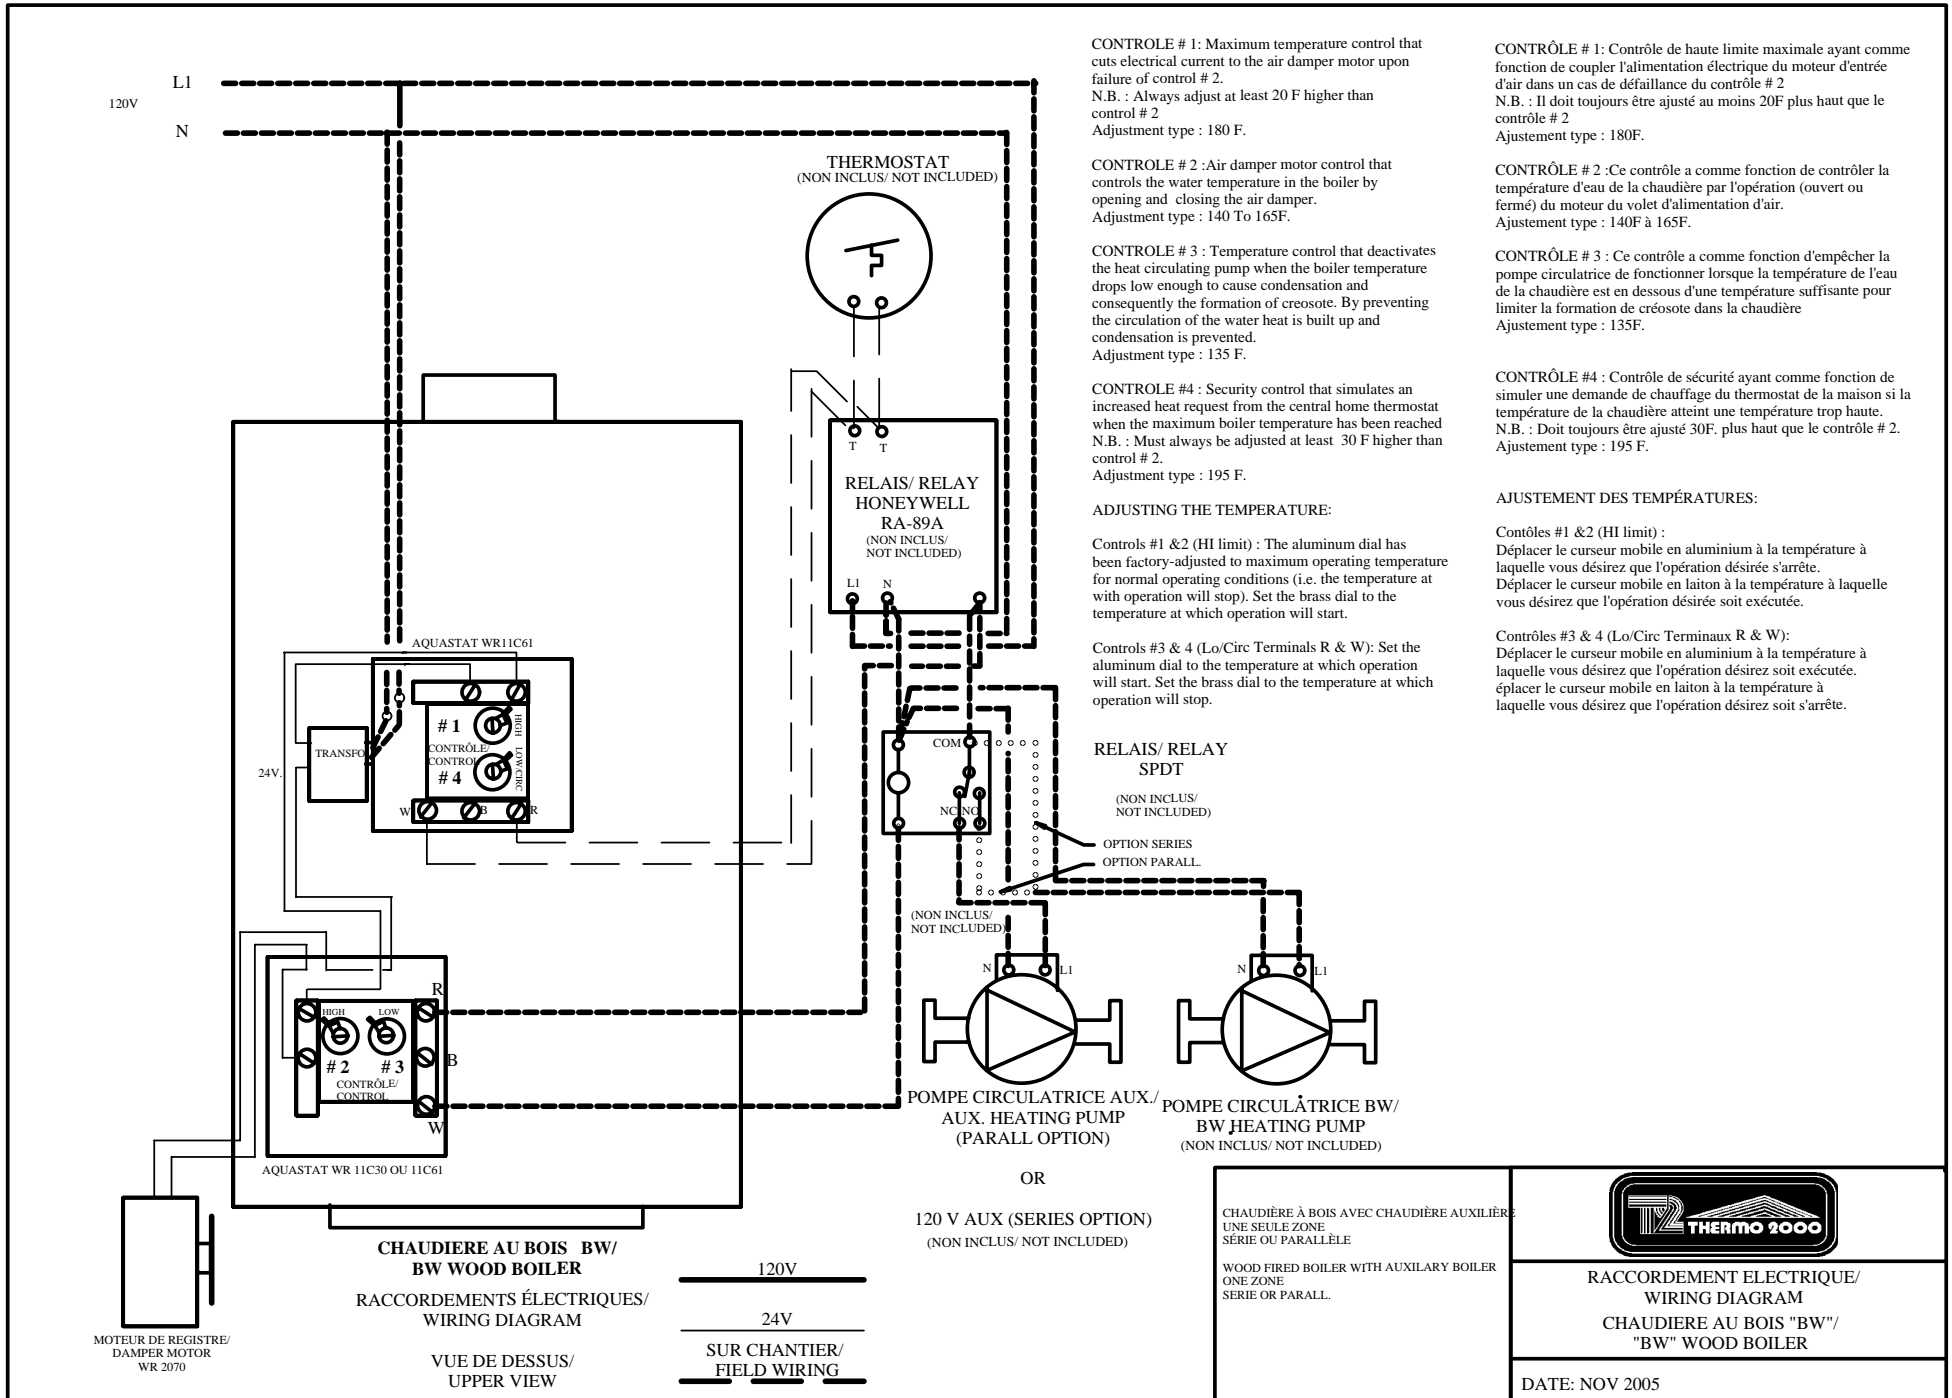 L1
120V
N
THERMOSTAT
(NON INCLUS/ NOT INCLUDED)
T T
RELAIS/ RELAY
HONEYWELL
RA-89A
(NON INCLUS/
NOT INCLUDED)
L1 N
AQUASTAT WR11C61
# 1
HIGH
CONTRÔLE/
CONTROL
# 4
LOW/CIRC
TRANSFO
24V.
W B R
COM
NC NO
RELAIS/ RELAY
SPDT
(NON INCLUS/
NOT INCLUDED)
OPTION SERIES
OPTION PARALL.
(NON INCLUS/
NOT INCLUDED)
N L1
N L1
R
HIGH LOW
# 2 # 3
B
CONTRÔLE/
CONTROL
W
AQUASTAT WR 11C30 OU 11C61
POMPE CIRCULATRICE AUX./
AUX. HEATING PUMP
(PARALL OPTION)
OR
120 V AUX (SERIES OPTION)
(NON INCLUS/ NOT INCLUDED)
POMPE CIRCULATRICE BW/
BW HEATING PUMP
(NON INCLUS/ NOT INCLUDED)
MOTEUR DE REGISTRE/
DAMPER MOTOR
WR 2070
CHAUDIERE AU BOIS BW/
BW WOOD BOILER
RACCORDEMENTS ÉLECTRIQUES/
WIRING DIAGRAM
VUE DE DESSUS/
UPPER VIEW
120V
24V
SUR CHANTIER/
FIELD WIRING
CONTROLE # 1: Maximum temperature control that
cuts electrical current to the air damper motor upon
failure of control # 2.
N.B. : Always adjust at least 20 F higher than
control # 2
Adjustment type : 180 F.
CONTROLE # 2 :Air damper motor control that
controls the water temperature in the boiler by
opening and closing the air damper.
Adjustment type : 140 To 165F.
CONTROLE # 3 : Temperature control that deactivates
the heat circulating pump when the boiler temperature
drops low enough to cause condensation and
consequently the formation of creosote. By preventing
the circulation of the water heat is built up and
condensation is prevented.
Adjustment type : 135 F.
CONTROLE #4 : Security control that simulates an
increased heat request from the central home thermostat
when the maximum boiler temperature has been reached
N.B. : Must always be adjusted at least 30 F higher than
control # 2.
Adjustment type : 195 F.
ADJUSTING THE TEMPERATURE:
Controls #1 &2 (HI limit) : The aluminum dial has
been factory-adjusted to maximum operating temperature
for normal operating conditions (i.e. the temperature at
with operation will stop). Set the brass dial to the
temperature at which operation will start.
Controls #3 & 4 (Lo/Circ Terminals R & W): Set the
aluminum dial to the temperature at which operation
will start. Set the brass dial to the temperature at which
operation will stop.
CONTRÔLE # 1: Contrôle de haute limite maximale ayant comme
fonction de coupler l'alimentation électrique du moteur d'entrée
d'air dans un cas de défaillance du contrôle # 2
N.B. : Il doit toujours être ajusté au moins 20F plus haut que le
contrôle # 2
Ajustement type : 180F.
CONTRÔLE # 2 :Ce contrôle a comme fonction de contrôler la
température d'eau de la chaudière par l'opération (ouvert ou
fermé) du moteur du volet d'alimentation d'air.
Ajustement type : 140F à 165F.
CONTRÔLE # 3 : Ce contrôle a comme fonction d'empêcher la
pompe circulatrice de fonctionner lorsque la température de l'eau
de la chaudière est en dessous d'une température suffisante pour
limiter la formation de créosote dans la chaudière
Ajustement type : 135F.
CONTRÔLE #4 : Contrôle de sécurité ayant comme fonction de
simuler une demande de chauffage du thermostat de la maison si la
température de la chaudière atteint une température trop haute.
N.B. : Doit toujours être ajusté 30F. plus haut que le contrôle # 2.
Ajustement type : 195 F.
AJUSTEMENT DES TEMPÉRATURES:
Contôles #1 &2 (HI limit) :
Déplacer le curseur mobile en aluminium à la température à
laquelle vous désirez que l'opération désirée s'arrête.
Déplacer le curseur mobile en laiton à la température à laquelle
vous désirez que l'opération désirée soit exécutée.
Contrôles #3 & 4 (Lo/Circ Terminaux R & W):
Déplacer le curseur mobile en aluminium à la température à
laquelle vous désirez que l'opération désirez soit exécutée.
éplacer le curseur mobile en laiton à la température à
laquelle vous désirez que l'opération désirez soit s'arrête.
CHAUDIÈRE À BOIS AVEC CHAUDIÈRE AUXILIÈRE
UNE SEULE ZONE
SÉRIE OU PARALLÈLE
WOOD FIRED BOILER WITH AUXILARY BOILER
ONE ZONE
SERIE OR PARALL.
T2 THERMO 2000
RACCORDEMENT ELECTRIQUE/
WIRING DIAGRAM
CHAUDIERE AU BOIS "BW"/
"BW" WOOD BOILER
DATE: NOV 2005